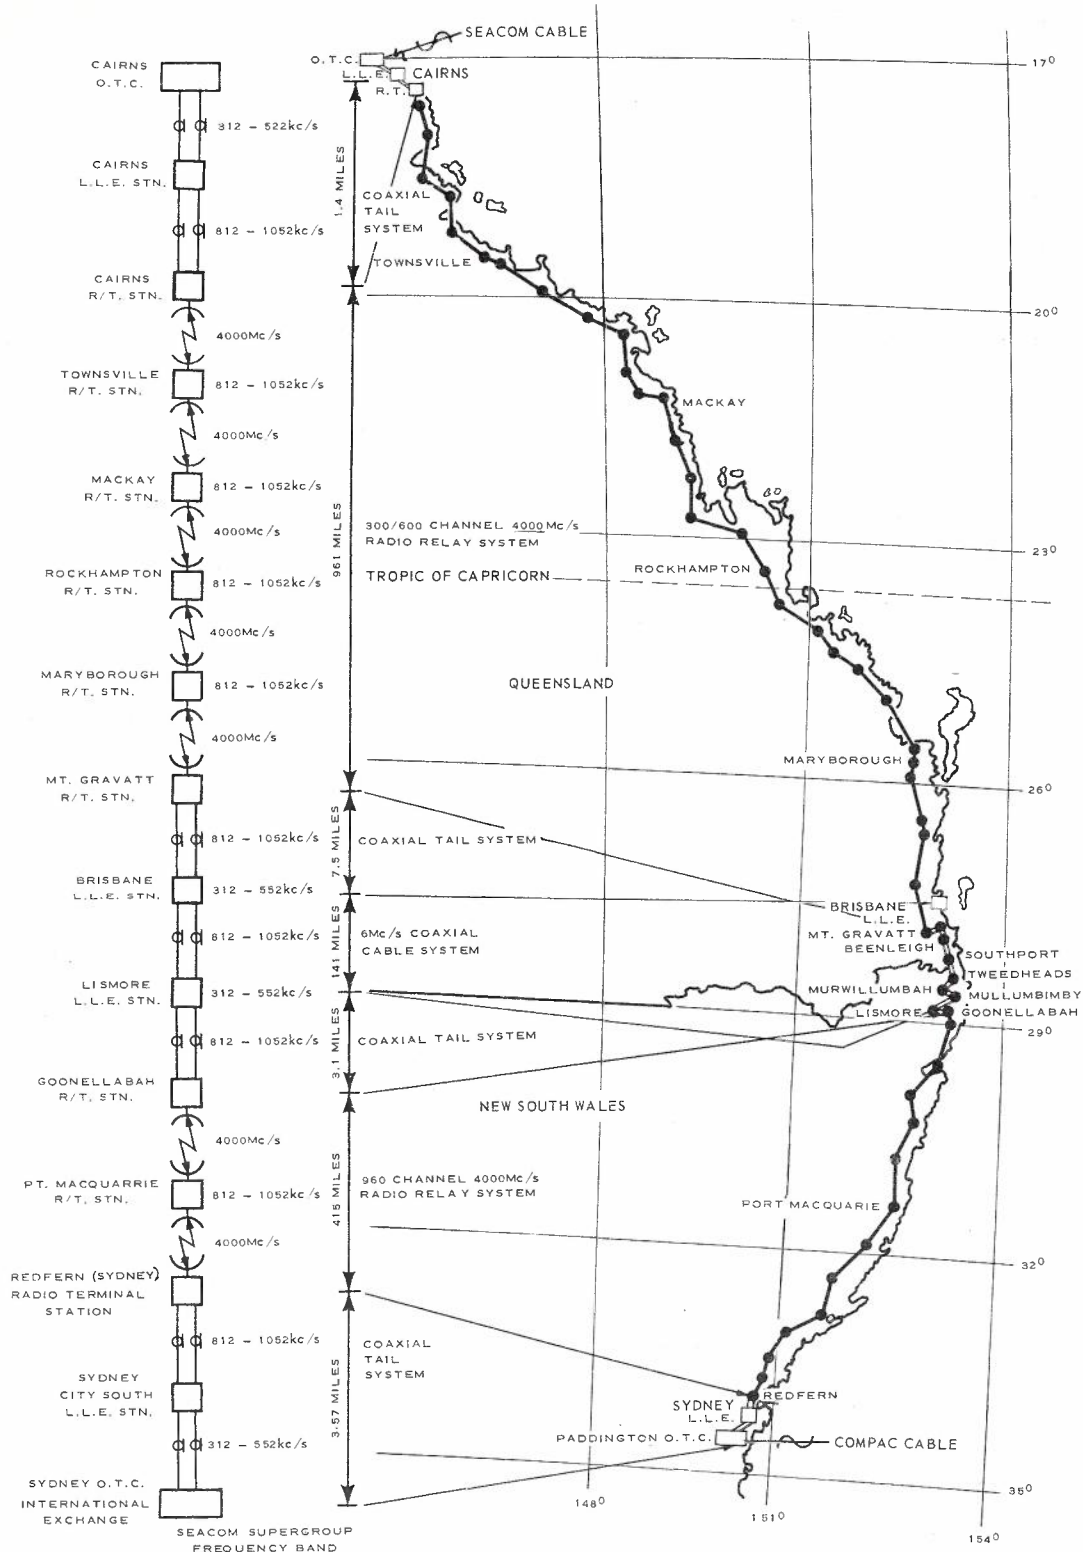 CAIRNS
O.T.C.
312 - 522kc/s
CAIRNS
L.L.E. STN.
812 - 1052kc/s
CAIRNS
R/T. STN.
4000Mc/s
TOWNSVILLE
R/T. STN.
812 - 1052kc/s
4000Mc/s
MACKAY
R/T. STN.
812 - 1052kc/s
4000Mc/s
ROCKHAMPTON
R/T. STN.
812 - 1052kc/s
4000Mc/s
MARYBOROUGH
R/T. STN.
812 - 1052kc/s
4000Mc/s
MT. GRAVATT
R/T. STN.
812 - 1052kc/s
BRISBANE
L.L.E. STN.
312 - 552kc/s
812 - 1052kc/s
LISMORE
L.L.E. STN.
312 - 552kc/s
812 - 1052kc/s
GOONELLABAH
R/T. STN.
4000Mc/s
PT. MACQUARRIE
R/T. STN.
812 - 1052kc/s
4000Mc/s
REDFERN (SYDNEY)
RADIO TERMINAL
STATION
812 - 1052kc/s
SYDNEY
CITY SOUTH
L.L.E. STN.
312 - 552kc/s
SYDNEY O.T.C.
INTERNATIONAL
EXCHANGE
SEACOM SUPERGROUP
FREQUENCY BAND
1.4 MILES
961 MILES
7.5 MILES
141 MILES
3.1 MILES
415 MILES
3.57 MILES
COAXIAL
TAIL
SYSTEM
300/600 CHANNEL 4000Mc/s
RADIO RELAY SYSTEM
TROPIC OF CAPRICORN
QUEENSLAND
COAXIAL TAIL SYSTEM
6Mc/s COAXIAL
CABLE SYSTEM
COAXIAL TAIL SYSTEM
NEW SOUTH WALES
960 CHANNEL 4000Mc/s
RADIO RELAY SYSTEM
COAXIAL
TAIL
SYSTEM
SEACOM CABLE
O.T.C.
L.L.E.
CAIRNS
R.T.
TOWNSVILLE
MACKAY
ROCKHAMPTON
MARYBOROUGH
BRISBANE
L.L.E.
MT. GRAVATT
BEENLEIGH
SOUTHPORT
TWEEDHEADS
MURWILLUMBAH
MULLUMBIMBY
LISMORE
GOONELLABAH
PORT MACQUARIE
REDFERN
SYDNEY
L.L.E.
PADDINGTON O.T.C.
COMPAC CABLE
17°
20°
23°
26°
29°
32°
35°
148°
151°
154°